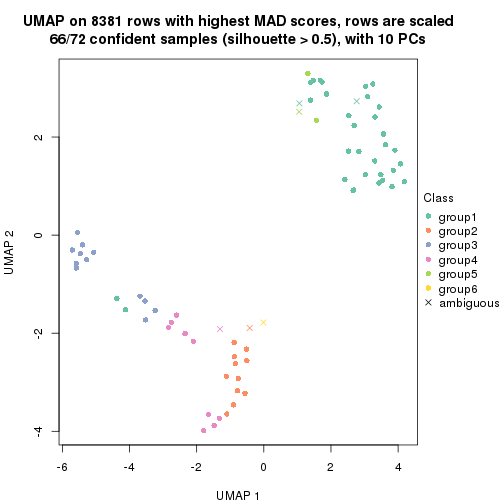 UMAP on 8381 rows with highest MAD scores, rows are scaled
66/72 confident samples (silhouette > 0.5), with 10 PCs
UMAP 2
2
0
-2
-4
-6
-4
-2
0
2
4
UMAP 1
Class
group1
group2
group3
group4
group5
group6
ambiguous